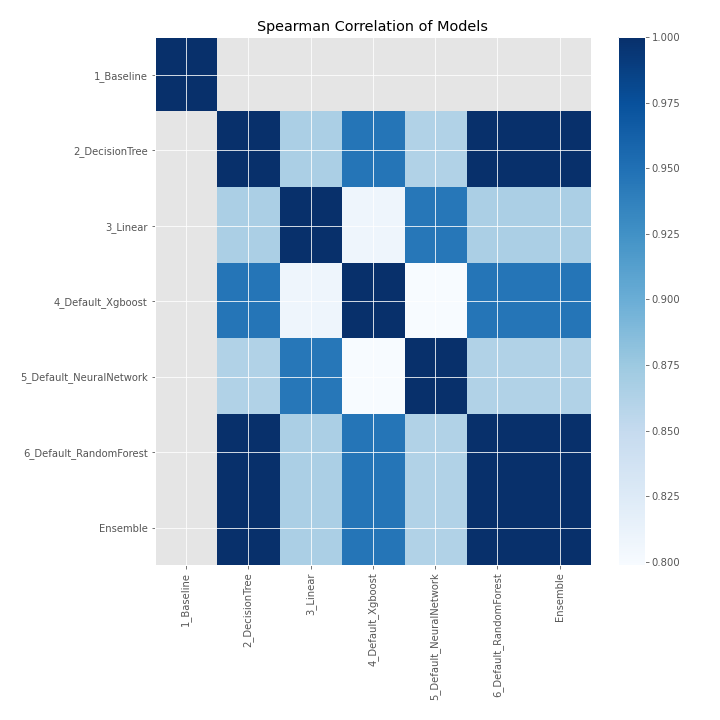 Spearman Correlation of Models
1_Baseline
2_DecisionTree
3_Linear
4_Default_Xgboost
5_Default_NeuralNetwork
6_Default_RandomForest
Ensemble
1_Baseline
2_DecisionTree
3_Linear
4_Default_Xgboost
5_Default_NeuralNetwork
6_Default_RandomForest
Ensemble
1.000
0.975
0.950
0.925
0.900
0.875
0.850
0.825
0.800